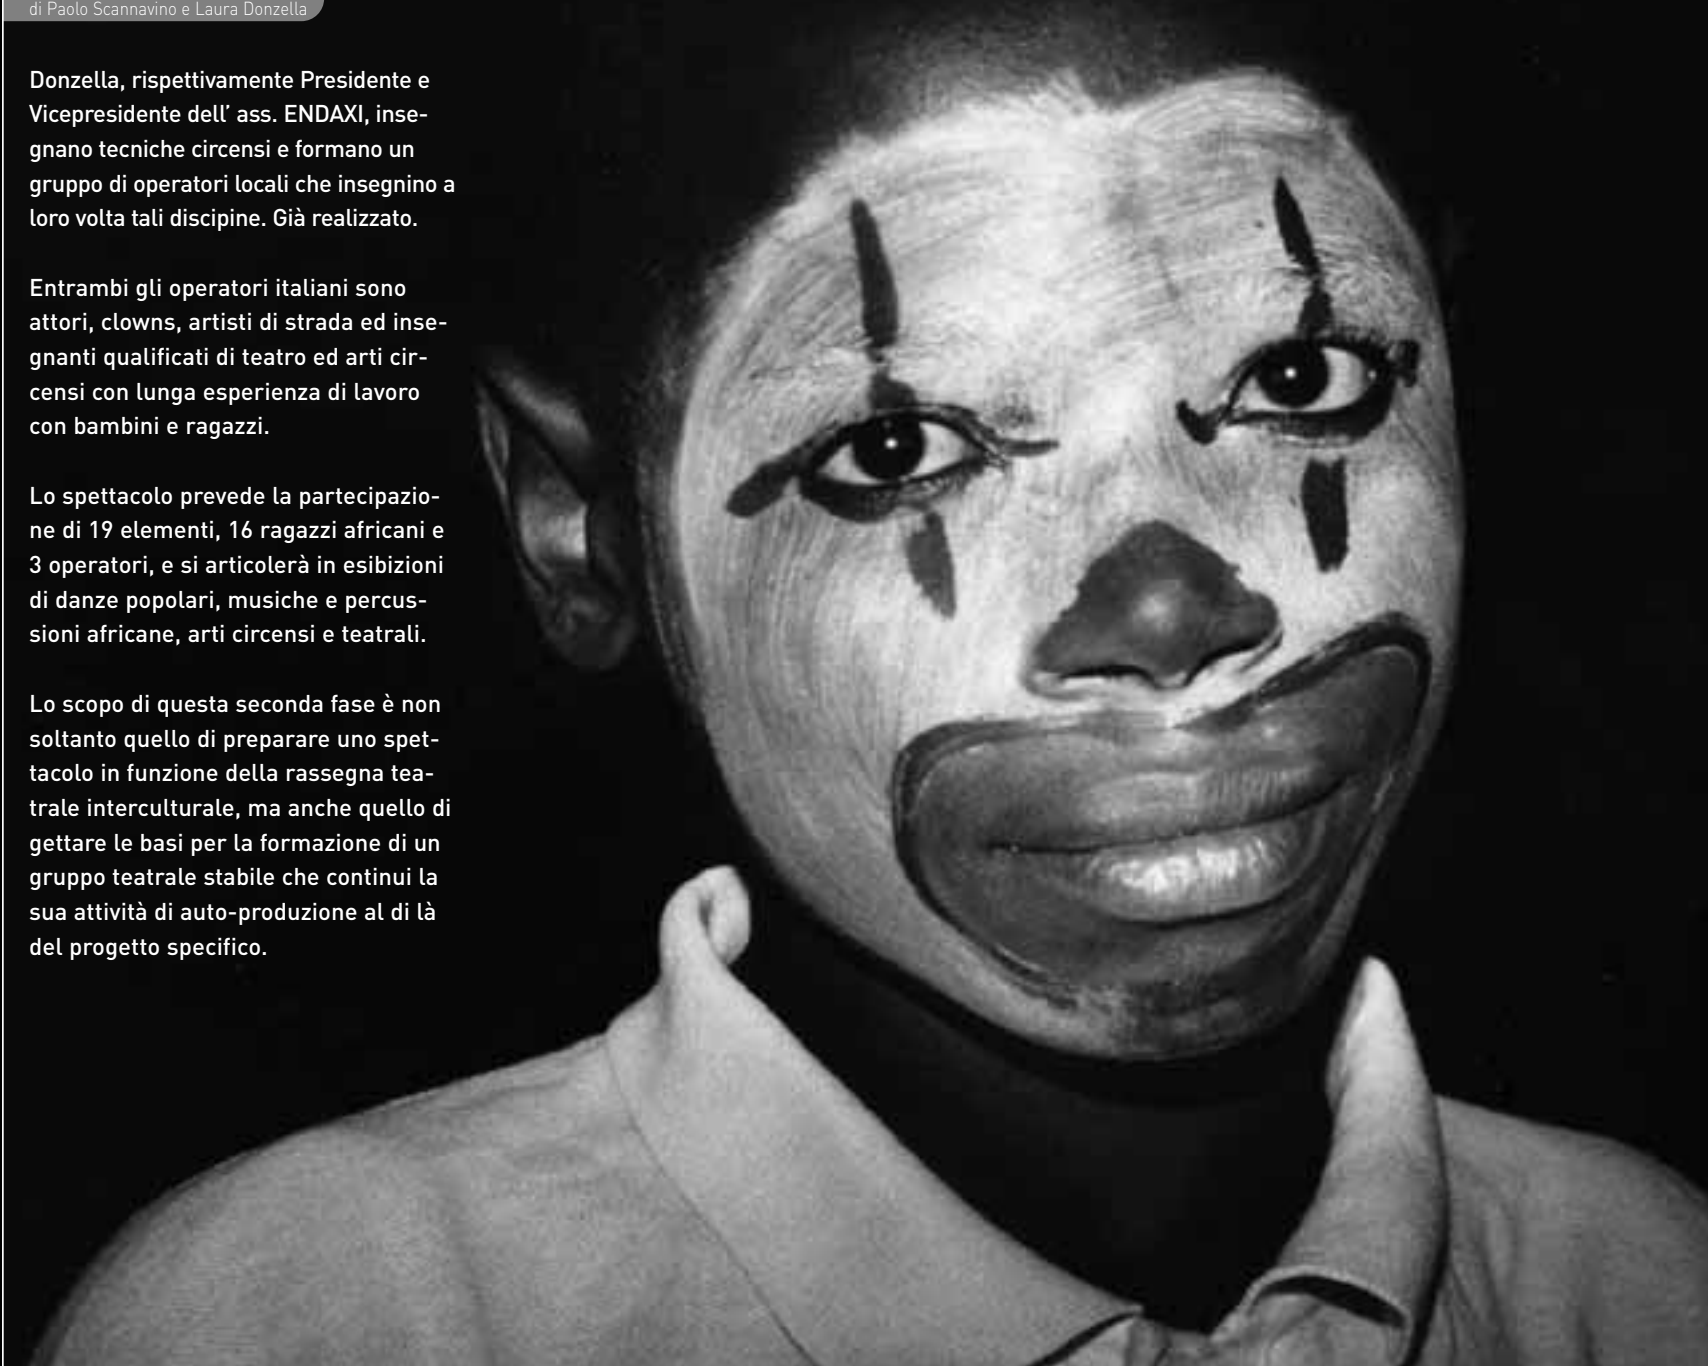 di Paolo Scannavino e Laura Donzella
Donzella, rispettivamente Presidente e
Vicepresidente dell' ass. ENDAXI, inse-
gnano tecniche circensi e formano un
gruppo di operatori locali che insegnino a
loro volta tali discipine. Già realizzato.
Entrambi gli operatori italiani sono
attori, clowns, artisti di strada ed inse-
gnanti qualificati di teatro ed arti cir-
censi con lunga esperienza di lavoro
con bambini e ragazzi.
Lo spettacolo prevede la partecipazio-
ne di 19 elementi, 16 ragazzi africani e
3 operatori, e si articolerà in esibizioni
di danze popolari, musiche e percus-
sioni africane, arti circensi e teatrali.
Lo scopo di questa seconda fase è non
soltanto quello di preparare uno spet-
tacolo in funzione della rassegna tea-
trale interculturale, ma anche quello di
gettare le basi per la formazione di un
gruppo teatrale stabile che continui la
sua attività di auto-produzione al di là
del progetto specifico.